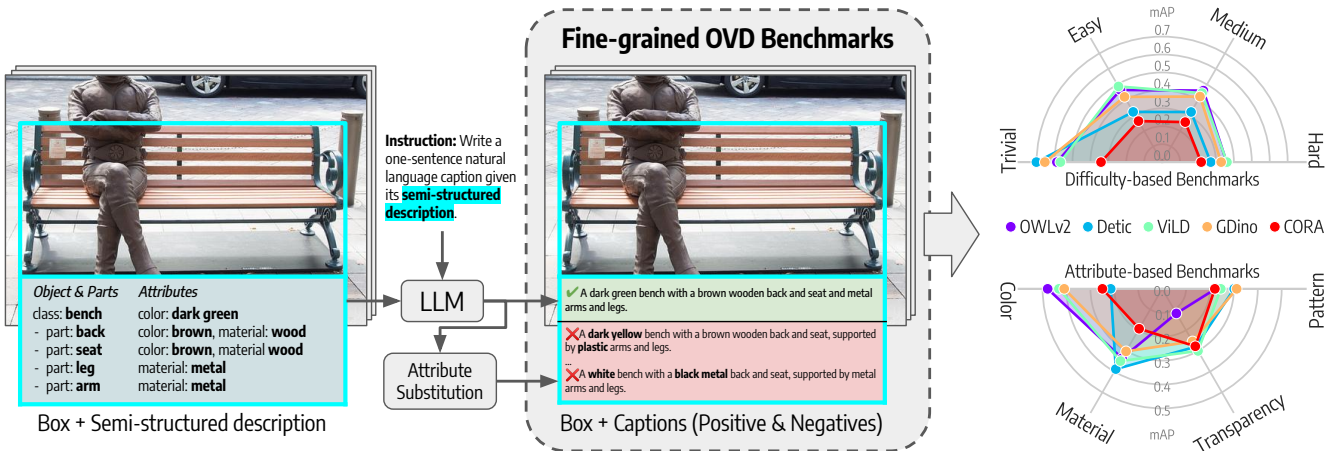 Fine-grained OVD Benchmarks
Instruction: Write a
one-sentence natural
language caption given
its semi-structured
description.
Object & Parts Attributes
class: bench color: dark green
- part: back color: brown, material: wood
- part: seat color: brown, material wood
- part: leg material: metal
- part: arm material: metal
Box + Semi-structured description
LLM
Attribute
Substitution
✔A dark green bench with a brown wooden back and seat and metal
arms and legs.
❌A dark yellow bench with a brown wooden back and seat, supported
by plastic arms and legs.
...
❌A white bench with a black metal back and seat, supported by metal
arms and legs.
Box + Captions (Positive & Negatives)
mAP
0.7
0.6
0.5
0.4
0.3
0.2
0.1
0.0
Trivial
Easy
Medium
Hard
Difficulty-based Benchmarks
OWLv2 Detic ViLD GDino CORA
Attribute-based Benchmarks
Color
Material
Transparency
Pattern
0.0
0.1
0.2
0.3
0.4
0.5
mAP